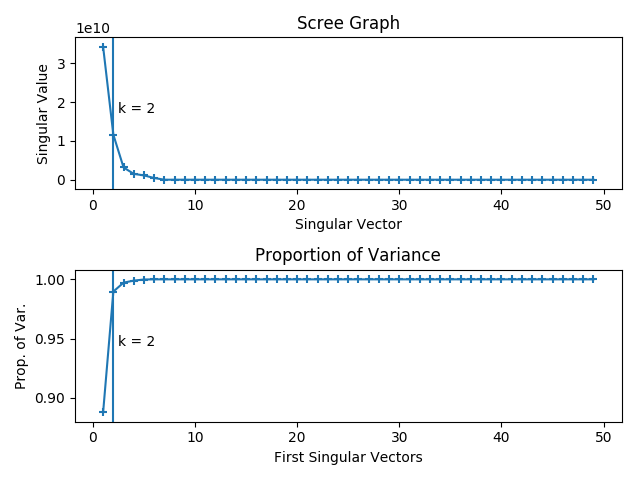 Scree Graph
1e10
3
2
1
0
Singular Value
k = 2
0 10 20 30 40 50
Singular Vector
Proportion of Variance
1.00
0.95
0.90
Prop. of Var.
k = 2
0 10 20 30 40 50
First Singular Vectors